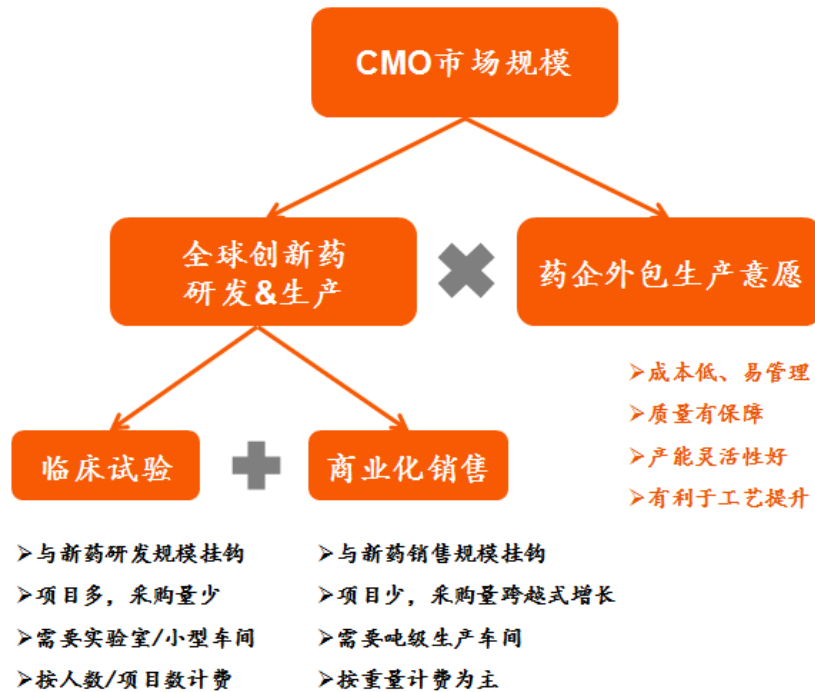 CMO市场规模
全球创新药
研发&生产
药企外包生产意愿
➢成本低、易管理
➢质量有保障
➢产能灵活性好
➢有利于工艺提升
临床试验
商业化销售
➢与新药研发规模挂钩
➢项目多，采购量少
➢需要实验室/小型车间
➢按人数/项目数计费
➢与新药销售规模挂钩
➢项目少，采购量跨越式增长
➢需要吨级生产车间
➢按重量计费为主